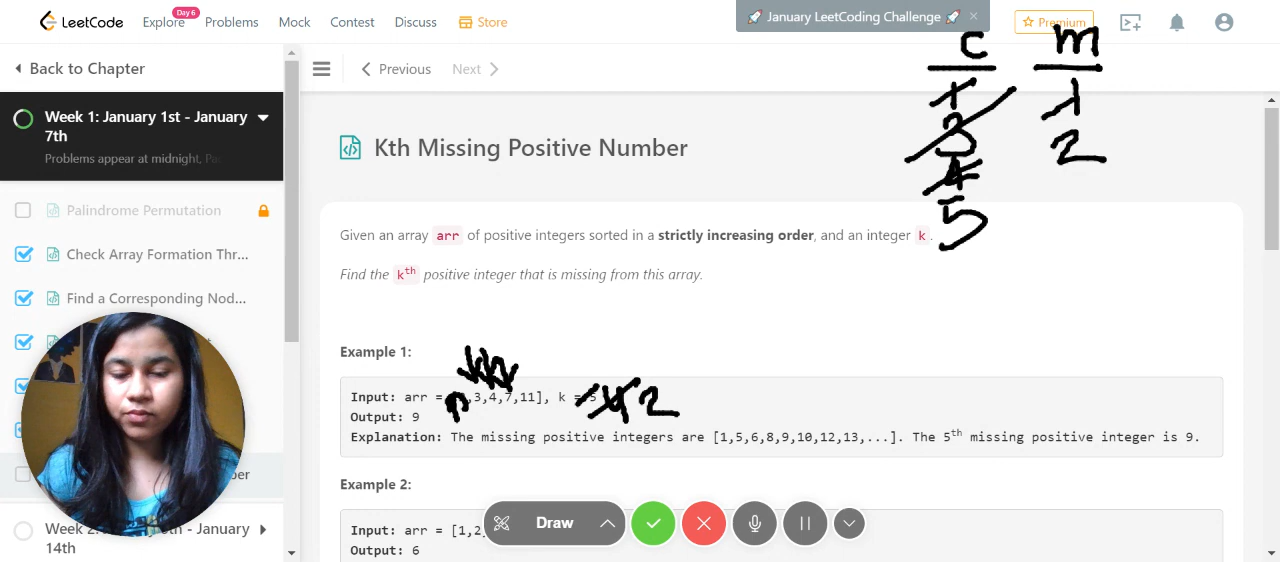 LeetCode
Explore
Day 6
Problems
Mock
Contest
Discuss
Store
🚀 January LeetCoding Challenge 🚀 ×
☆ Premium
Back to Chapter
Previous
Next
C
m
Week 1: January 1st - January
7th
Problems appear at midnight,
Palindrome Permutation
Check Array Formation Thr...
Find a Corresponding Nod...
Week
14th
Kth Missing Positive Number
1
1
3
2
4
5
Given an array arr of positive integers sorted in a strictly increasing order, and an integer k.
Find the kth positive integer that is missing from this array.
Example 1:
Input: arr = ,3,4,7,11], k = 5 4 2
Output: 9
Explanation: The missing positive integers are [1,5,6,8,9,10,12,13,...]. The 5th missing positive integer is 9.
Example 2:
Input: arr = [1,2
Output: 6
Draw